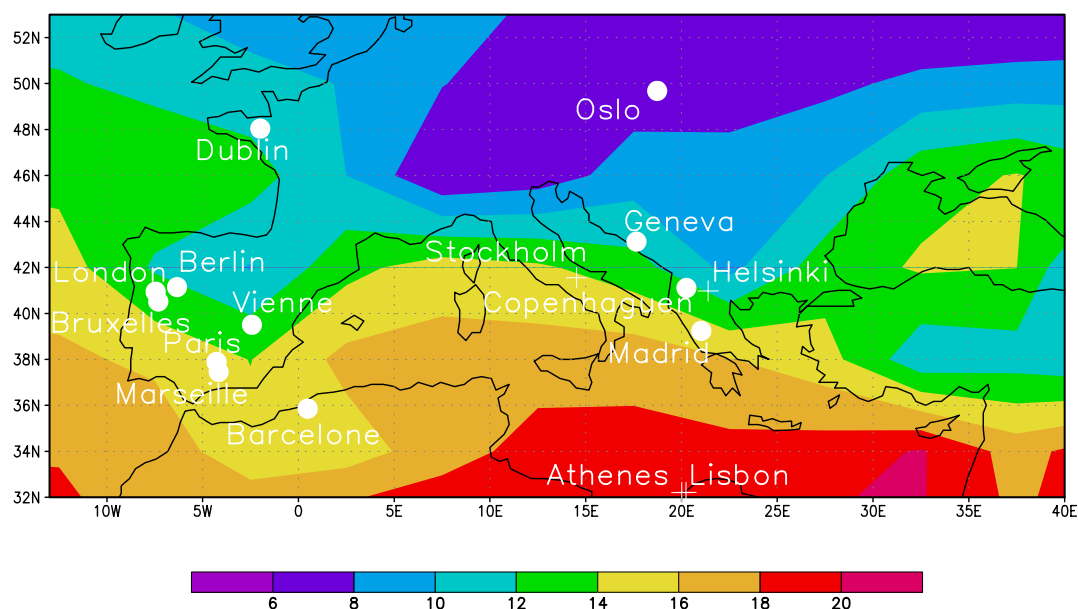 52N
50N
Oslo
48N
Dublin
46N
44N
Geneva
Stockholm
42N
London Berlin Helsinki
Vienne Copenhaguen
40N
Bruxelles
Paris Madrid
38N
Marseille
36N
Barcelone
34N
Athenes Lisbon
32N
10W 5W 0 5E 10E 15E 20E 25E 30E 35E 40E
6 8 10 12 14 16 18 20